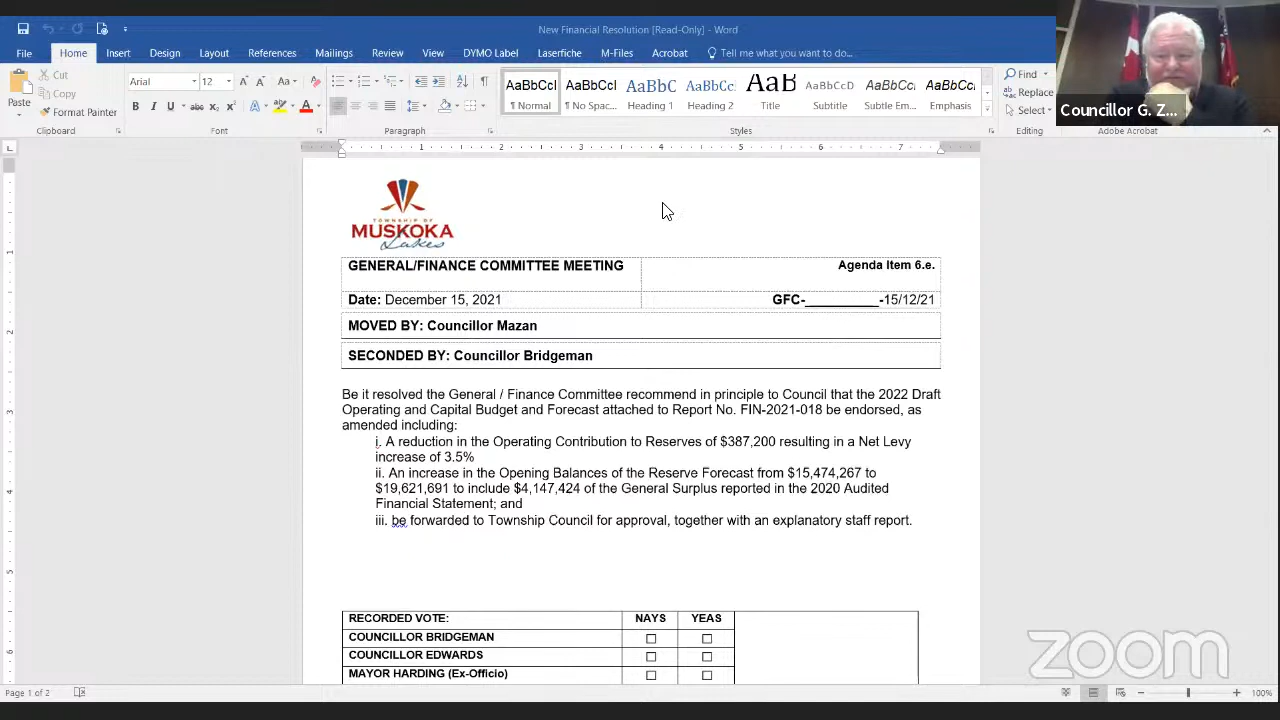 New Financial Resolution [Read-Only] - Word
File Home Insert Design Layout References Mailings Review View DYMO Label Laserfiche M-Files Acrobat Tell me what you want to do...
Cut
Copy
Format Painter
Paste
Arial 12
AaBbCcI AaBbCcI AaBbC AaBbCc AaB AaBbCcD AaBbCcI AaBbCcI
¶ Normal ¶ No Spac... Heading 1 Heading 2 Title Subtitle Subtle Em... Emphasis
Find
Replace
Select
Clipboard Font Paragraph Styles Editing Adobe Acrobat
Councillor G. Z...
1 2 3 4 5 6 7
TOWNSHIP OF
MUSKOKA
Lakes
GENERAL/FINANCE COMMITTEE MEETING Agenda Item 6.e.
Date: December 15, 2021 GFC-__________-15/12/21
MOVED BY: Councillor Mazan
SECONDED BY: Councillor Bridgeman
Be it resolved the General / Finance Committee recommend in principle to Council that the 2022 Draft
Operating and Capital Budget and Forecast attached to Report No. FIN-2021-018 be endorsed, as
amended including:
i. A reduction in the Operating Contribution to Reserves of $387,200 resulting in a Net Levy
increase of 3.5%
ii. An increase in the Opening Balances of the Reserve Forecast from $15,474,267 to
$19,621,691 to include $4,147,424 of the General Surplus reported in the 2020 Audited
Financial Statement; and
iii. be forwarded to Township Council for approval, together with an explanatory staff report.
RECORDED VOTE: NAYS YEAS
COUNCILLOR BRIDGEMAN ☐ ☐
COUNCILLOR EDWARDS ☐ ☐
MAYOR HARDING (Ex-Officio) ☐ ☐
zoom
Page 1 of 2
100%